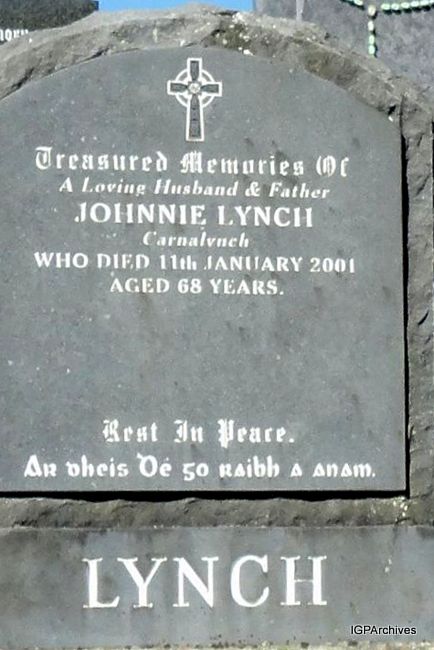 Treasured Memories Of
A Loving Husband & Father
JOHNNIE LYNCH
Carnalynch
WHO DIED 11th JANUARY 2001
AGED 68 YEARS.
Rest In Peace.
Ar dheis Dé go raibh a anam.
LYNCH
IGPArchives